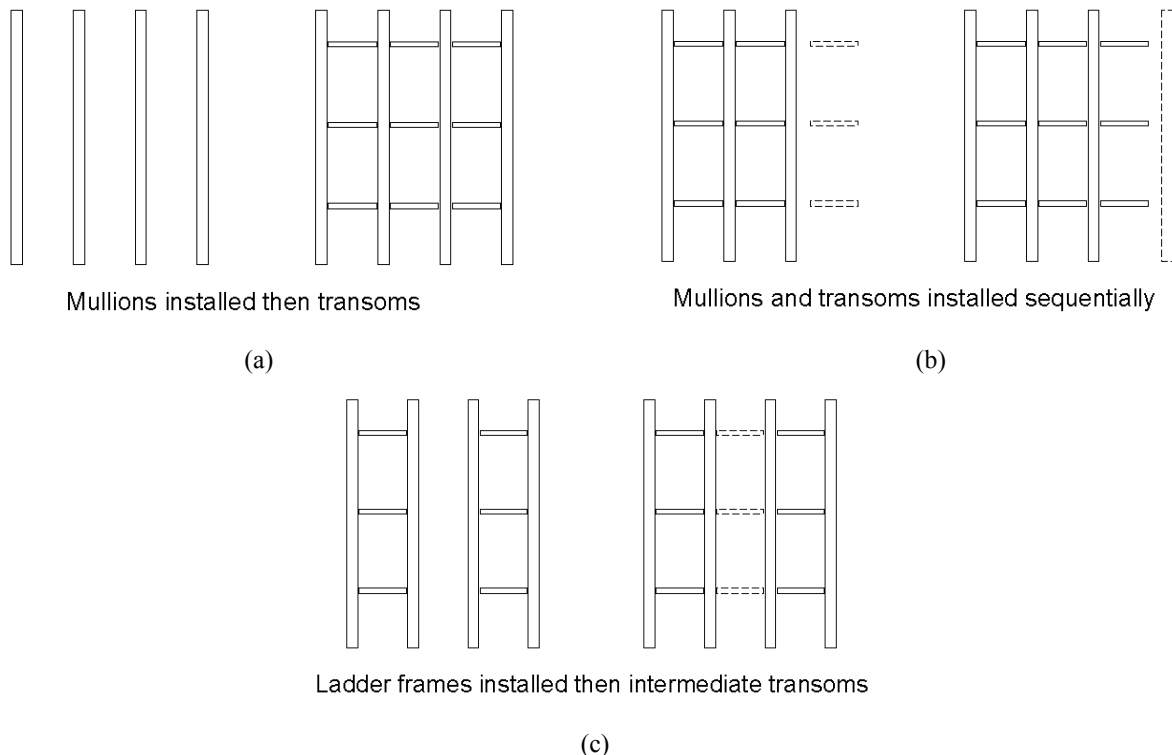 Mullions installed then transoms
(a)
Mullions and transoms installed sequentially
(b)
Ladder frames installed then intermediate transoms
(c)